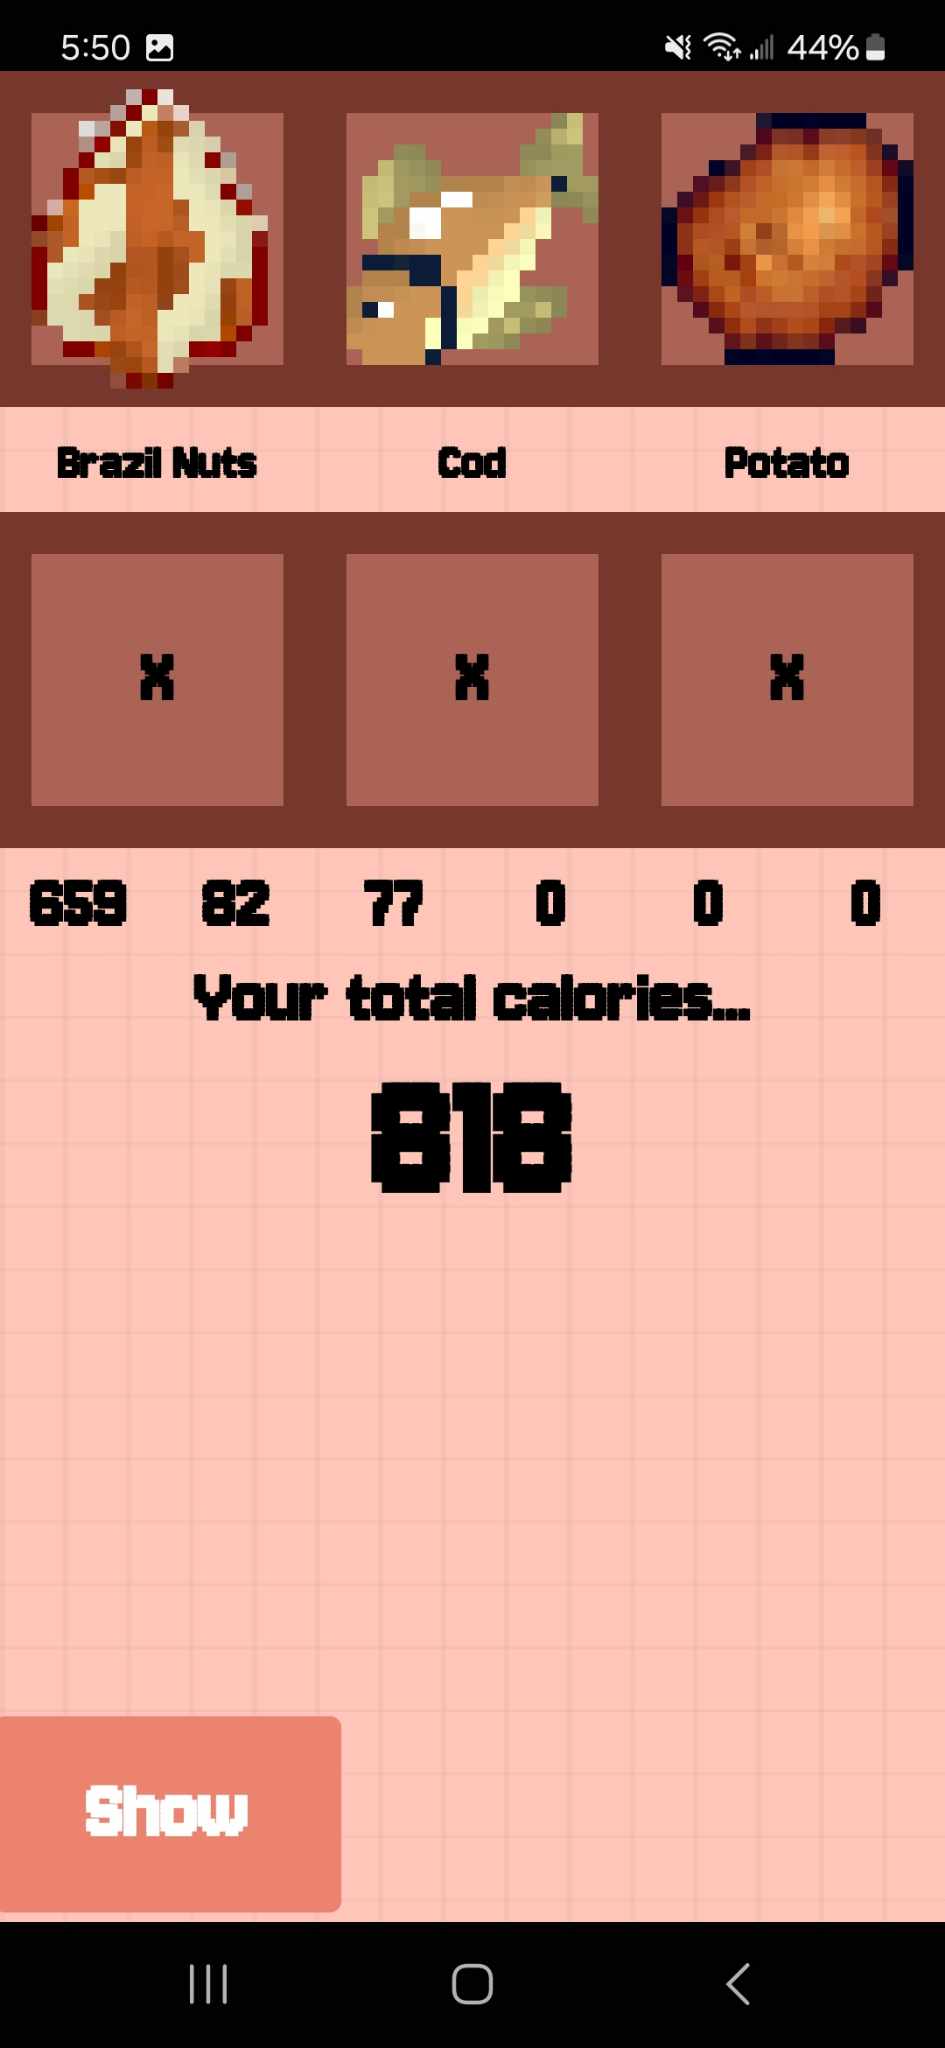 5:50 44%
Brazil Nuts Cod Potato
X X X
659 82 77 0 0 0
Your total calories...
818
Show